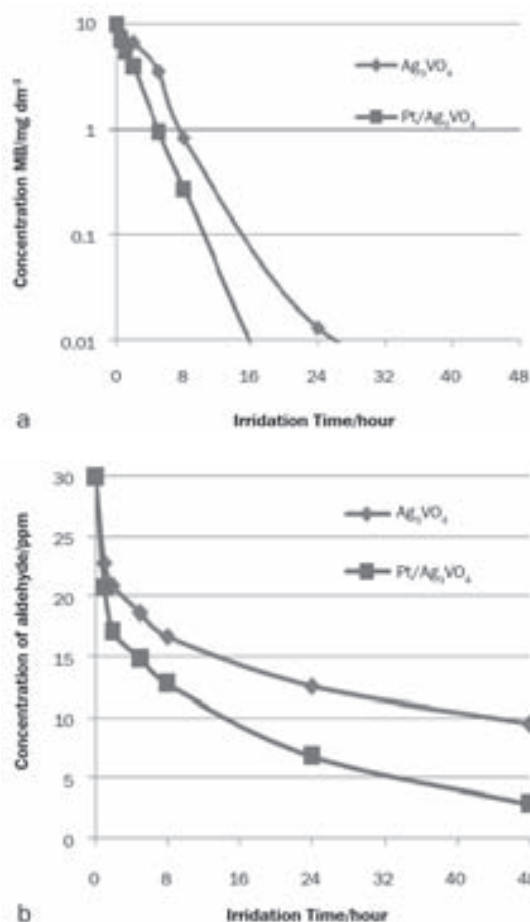 Concentration MB/mg dm⁻³
10
1
0.1
0.01
Ag₃VO₄
Pt/Ag₃VO₄
0 8 16 24 32 40 48
Irridation Time/hour
a
Concentration of aldehyde/ppm
30
25
20
15
10
5
0
Ag₃VO₄
Pt/Ag₃VO₄
0 8 16 24 32 40 48
Irridation Time/hour
b